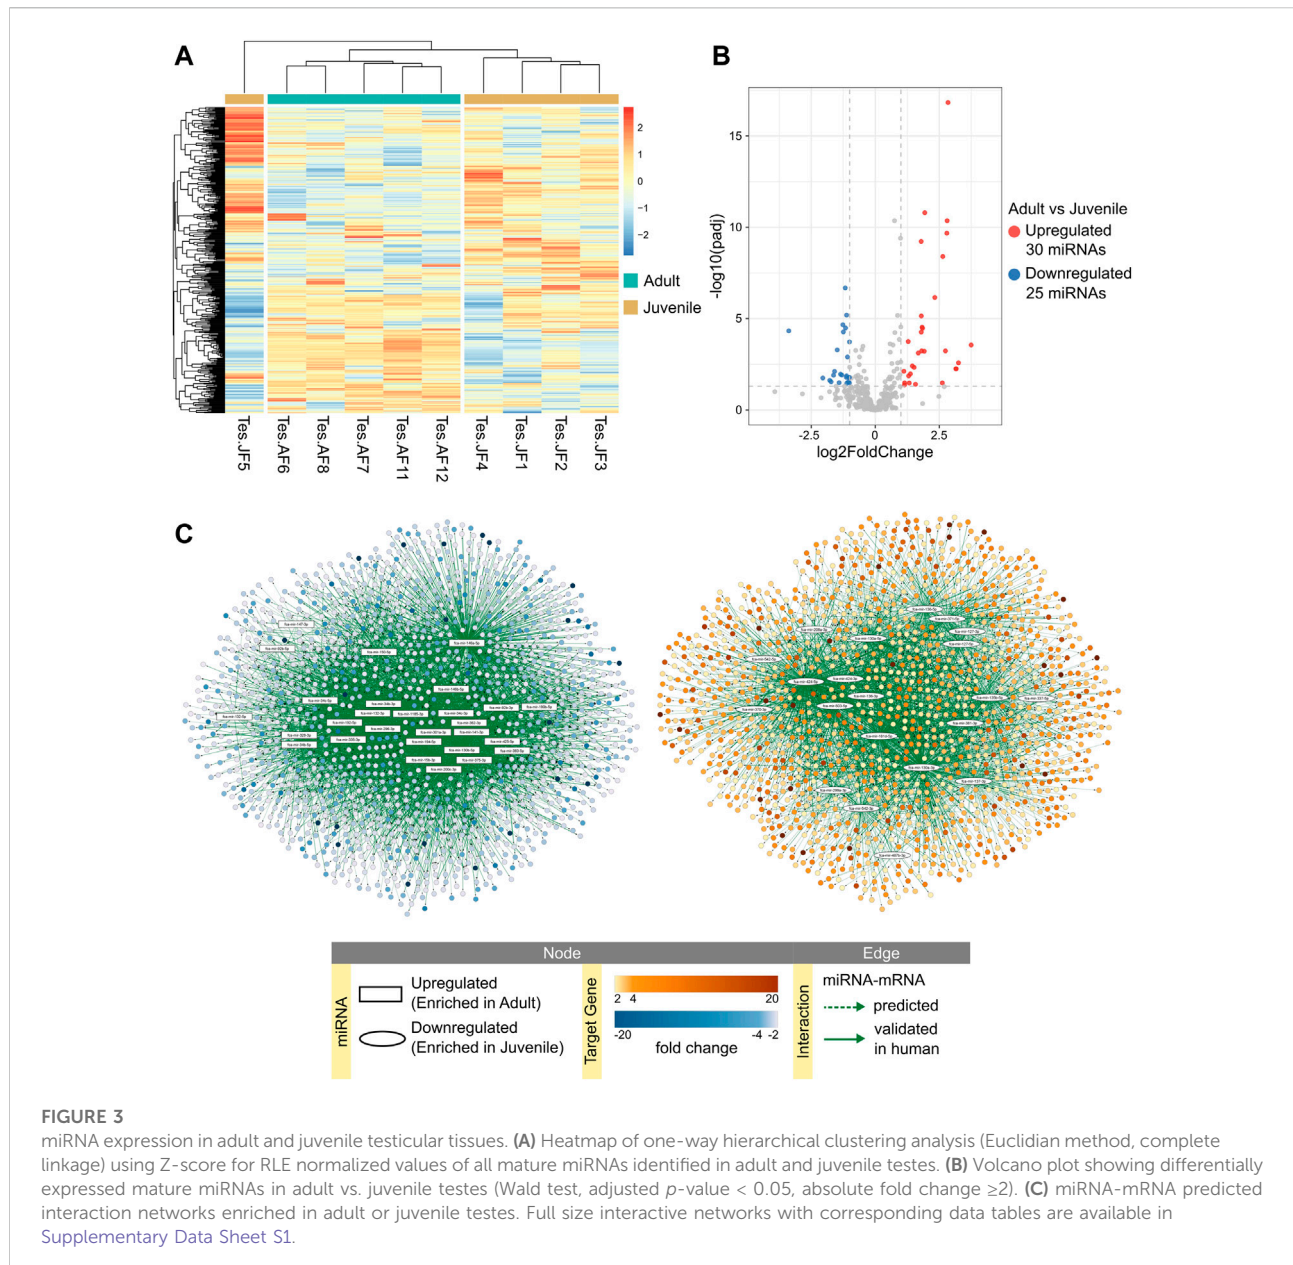 A
2
1
0
-1
-2
Adult
Juvenile
Tes.JF5
Tes.AF6
Tes.AF8
Tes.AF7
Tes.AF11
Tes.AF12
Tes.JF4
Tes.JF1
Tes.JF2
Tes.JF3
B
15
10
5
0
-log10(padj)
-2.5
0
2.5
log2FoldChange
Adult vs Juvenile
Upregulated
30 miRNAs
Downregulated
25 miRNAs
C
Node
Edge
miRNA
Upregulated
(Enriched in Adult)
Downregulated
(Enriched in Juvenile)
Target Gene
2 4 20
-20 -4 -2
fold change
Interaction
miRNA-mRNA
predicted
validated
in human
FIGURE 3
miRNA expression in adult and juvenile testicular tissues. (A) Heatmap of one-way hierarchical clustering analysis (Euclidian method, complete
linkage) using Z-score for RLE normalized values of all mature miRNAs identified in adult and juvenile testes. (B) Volcano plot showing differentially
expressed mature miRNAs in adult vs. juvenile testes (Wald test, adjusted p-value < 0.05, absolute fold change ≥2). (C) miRNA-mRNA predicted
interaction networks enriched in adult or juvenile testes. Full size interactive networks with corresponding data tables are available in
Supplementary Data Sheet S1.